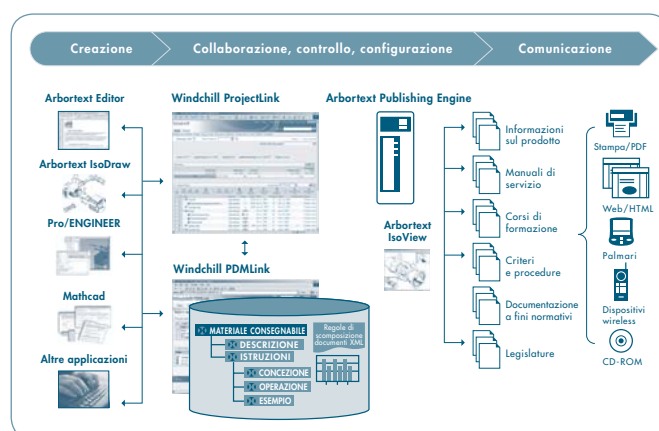 Creazione
Collaborazione, controllo, configurazione
Comunicazione
Arbortext Editor
Arbortext IsoDraw
Pro/ENGINEER
Mathcad
Altre applicazioni
Windchill ProjectLink
Windchill PDMLink
MATERIALE CONSEGNABILE
DESCRIZIONE
ISTRUZIONI
CONCEZIONE
OPERAZIONE
ESEMPIO
Regole di
scomposizione
documenti XML
Arbortext Publishing Engine
Arbortext
IsoView
Informazioni
sul prodotto
Manuali di
servizio
Corsi di
formazione
Criteri
e procedure
Documentazione
a fini normativi
Legislature
Stampa/PDF
Web/HTML
Palmari
Dispositivi
wireless
CD-ROM